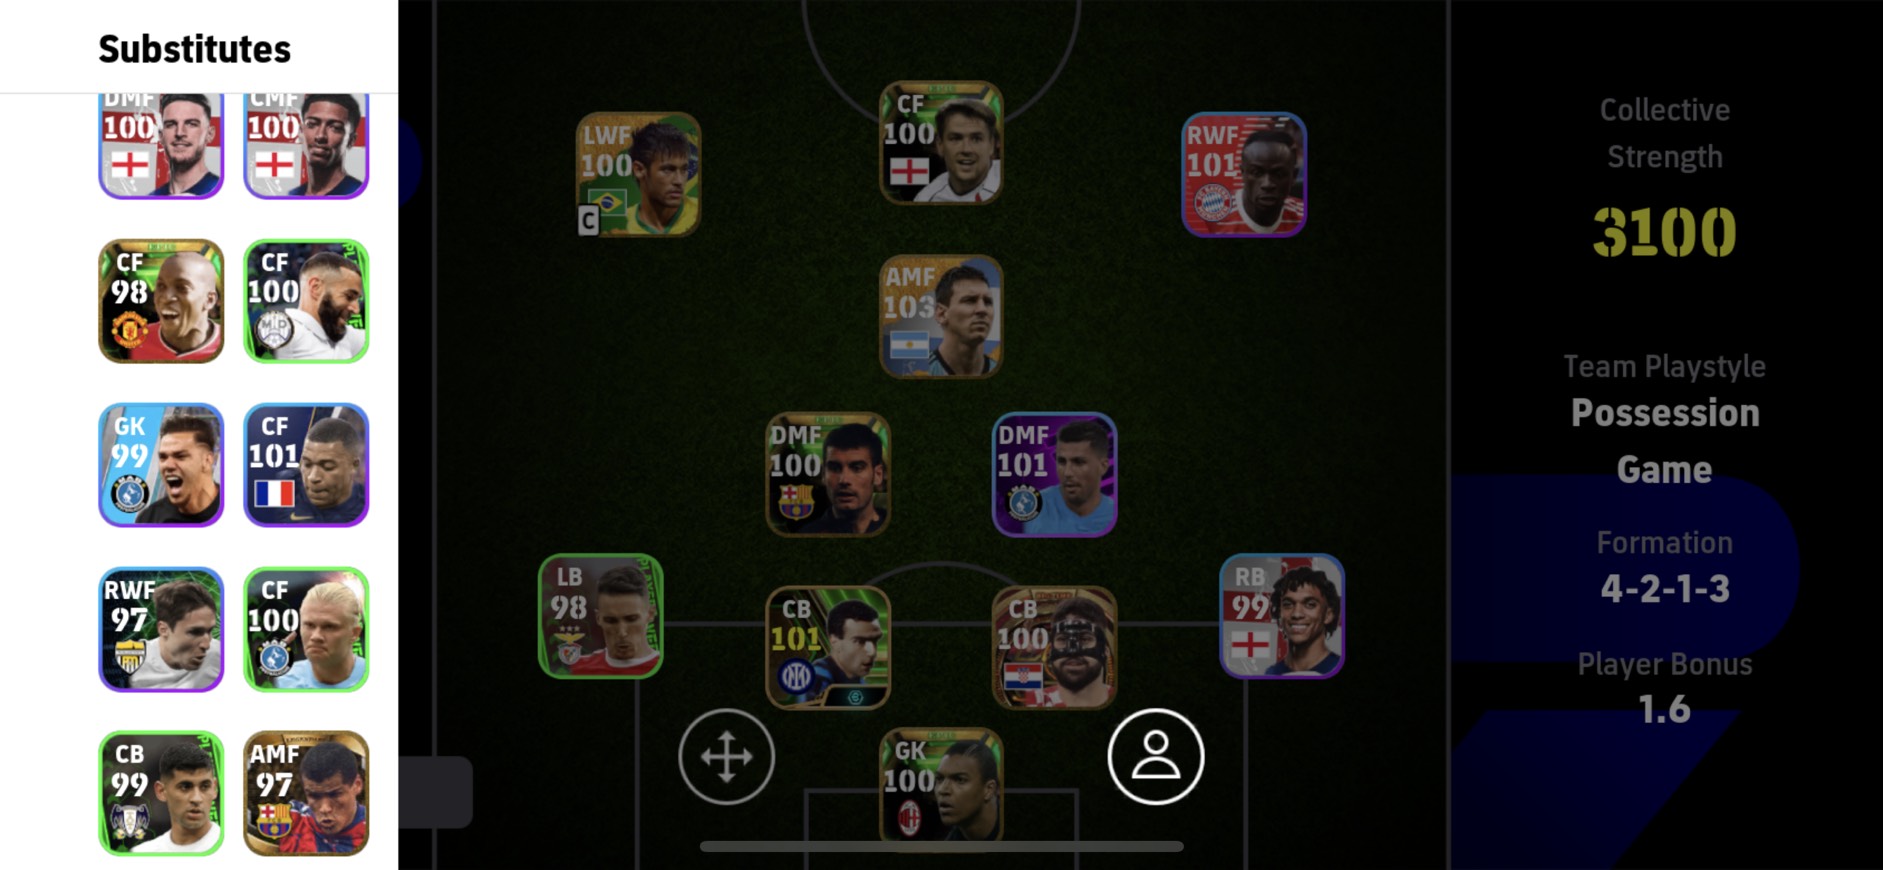 Substitutes
DMF
100
CMF
100
CF
98
CF
100
GK
99
CF
101
RWF
97
CF
100
CB
99
AMF
97
LWF
100
C
CF
100
RWF
101
AMF
103
DMF
100
DMF
101
LB
98
CB
101
CB
100
RB
99
GK
100
Collective
Strength
3100
Team Playstyle
Possession
Game
Formation
4-2-1-3
Player Bonus
1.6